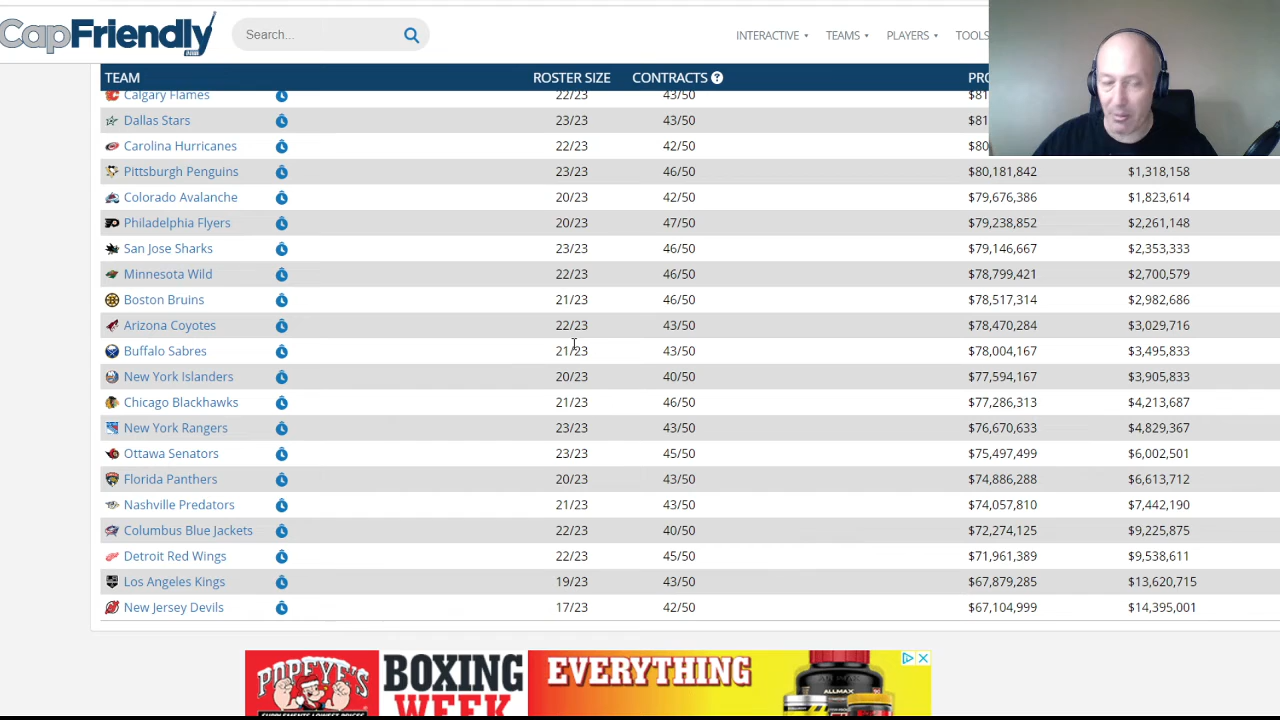 CapFriendly Search... INTERACTIVE TEAMS PLAYERS TOOLS
TEAM ROSTER SIZE CONTRACTS ?
Calgary Flames 22/23 43/50 $81
Dallas Stars 23/23 43/50 $81
Carolina Hurricanes 22/23 42/50 $80
Pittsburgh Penguins 23/23 46/50 $80,181,842 $1,318,158
Colorado Avalanche 20/23 42/50 $79,676,386 $1,823,614
Philadelphia Flyers 20/23 47/50 $79,238,852 $2,261,148
San Jose Sharks 23/23 46/50 $79,146,667 $2,353,333
Minnesota Wild 22/23 46/50 $78,799,421 $2,700,579
Boston Bruins 21/23 46/50 $78,517,314 $2,982,686
Arizona Coyotes 22/23 43/50 $78,470,284 $3,029,716
Buffalo Sabres 21/23 43/50 $78,004,167 $3,495,833
New York Islanders 20/23 40/50 $77,594,167 $3,905,833
Chicago Blackhawks 21/23 46/50 $77,286,313 $4,213,687
New York Rangers 23/23 43/50 $76,670,633 $4,829,367
Ottawa Senators 23/23 45/50 $75,497,499 $6,002,501
Florida Panthers 20/23 43/50 $74,886,288 $6,613,712
Nashville Predators 21/23 43/50 $74,057,810 $7,442,190
Columbus Blue Jackets 22/23 40/50 $72,274,125 $9,225,875
Detroit Red Wings 22/23 45/50 $71,961,389 $9,538,611
Los Angeles Kings 19/23 43/50 $67,879,285 $13,620,715
New Jersey Devils 17/23 42/50 $67,104,999 $14,395,001
POPEYE'S BOXING EVERYTHING
WEEK ALLMAX